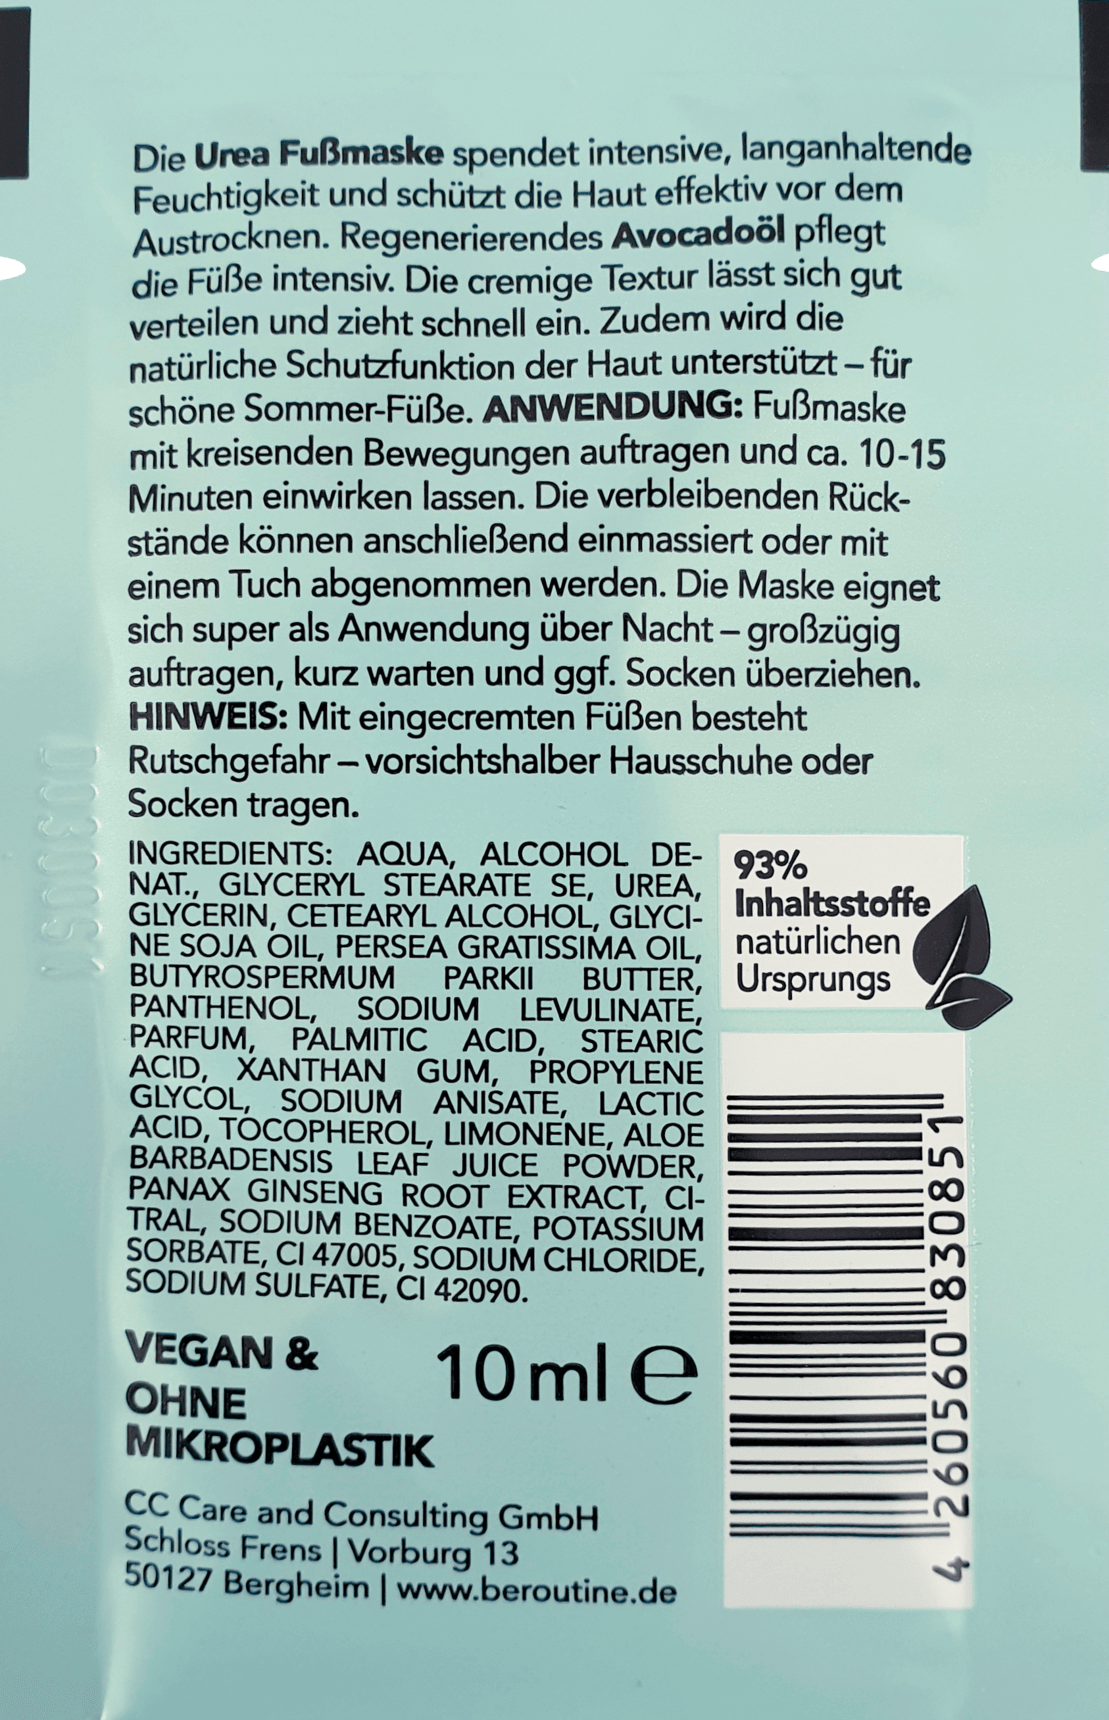 Die Urea Fußmaske spendet intensive, langanhaltende
Feuchtigkeit und schützt die Haut effektiv vor dem
Austrocknen. Regenerierendes Avocadoöl pflegt
die Füße intensiv. Die cremige Textur lässt sich gut
verteilen und zieht schnell ein. Zudem wird die
natürliche Schutzfunktion der Haut unterstützt – für
schöne Sommer-Füße. ANWENDUNG: Fußmaske
mit kreisenden Bewegungen auftragen und ca. 10-15
Minuten einwirken lassen. Die verbleibenden Rück-
stände können anschließend einmassiert oder mit
einem Tuch abgenommen werden. Die Maske eignet
sich super als Anwendung über Nacht – großzügig
auftragen, kurz warten und ggf. Socken überziehen.
HINWEIS: Mit eingecremten Füßen besteht
Rutschgefahr – vorsichtshalber Hausschuhe oder
Socken tragen.
INGREDIENTS: AQUA, ALCOHOL DE-
NAT., GLYCERYL STEARATE SE, UREA,
GLYCERIN, CETEARYL ALCOHOL, GLYCI-
NE SOJA OIL, PERSEA GRATISSIMA OIL,
BUTYROSPERMUM PARKII BUTTER,
PANTHENOL, SODIUM LEVULINATE,
PARFUM, PALMITIC ACID, STEARIC
ACID, XANTHAN GUM, PROPYLENE
GLYCOL, SODIUM ANISATE, LACTIC
ACID, TOCOPHEROL, LIMONENE, ALOE
BARBADENSIS LEAF JUICE POWDER,
PANAX GINSENG ROOT EXTRACT, CI-
TRAL, SODIUM BENZOATE, POTASSIUM
SORBATE, CI 47005, SODIUM CHLORIDE,
SODIUM SULFATE, CI 42090.
93%
Inhaltsstoffe
natürlichen
Ursprungs
4 260560 830851
VEGAN &
OHNE
MIKROPLASTIK
10 ml e
CC Care and Consulting GmbH
Schloss Frens | Vorburg 13
50127 Bergheim | www.beroutine.de